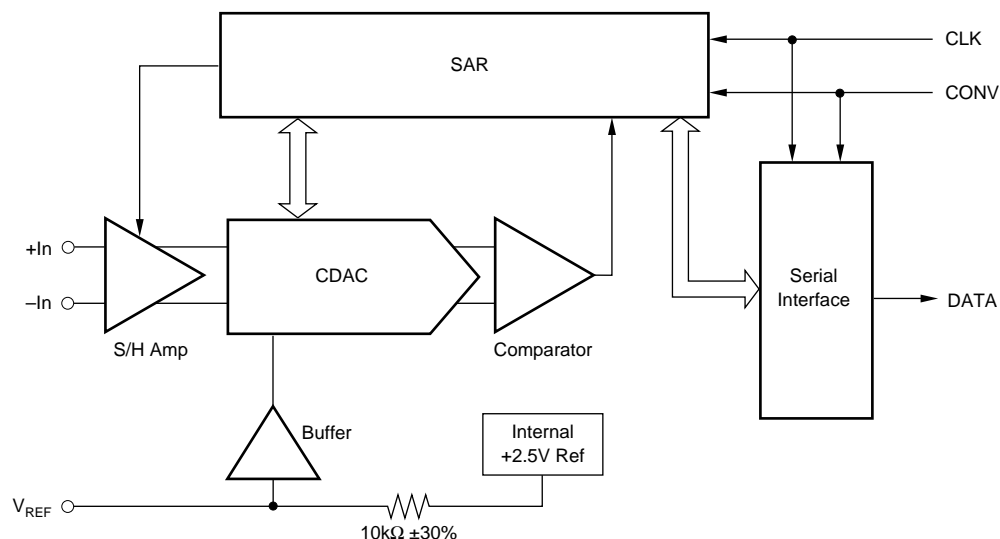 SAR
CLK
CONV
+In
–In
CDAC
Serial
Interface
DATA
S/H Amp
Comparator
Buffer
Internal
+2.5V Ref
VREF
10kΩ ±30%